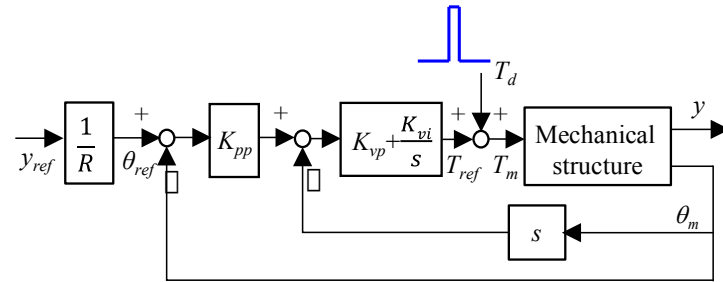 T_d
y
+
+
+
+
1/R
K_pp
K_vp+K_vi/s
Mechanical
structure
y_ref
θ_ref
T_ref
T_m
□
□
s
θ_m